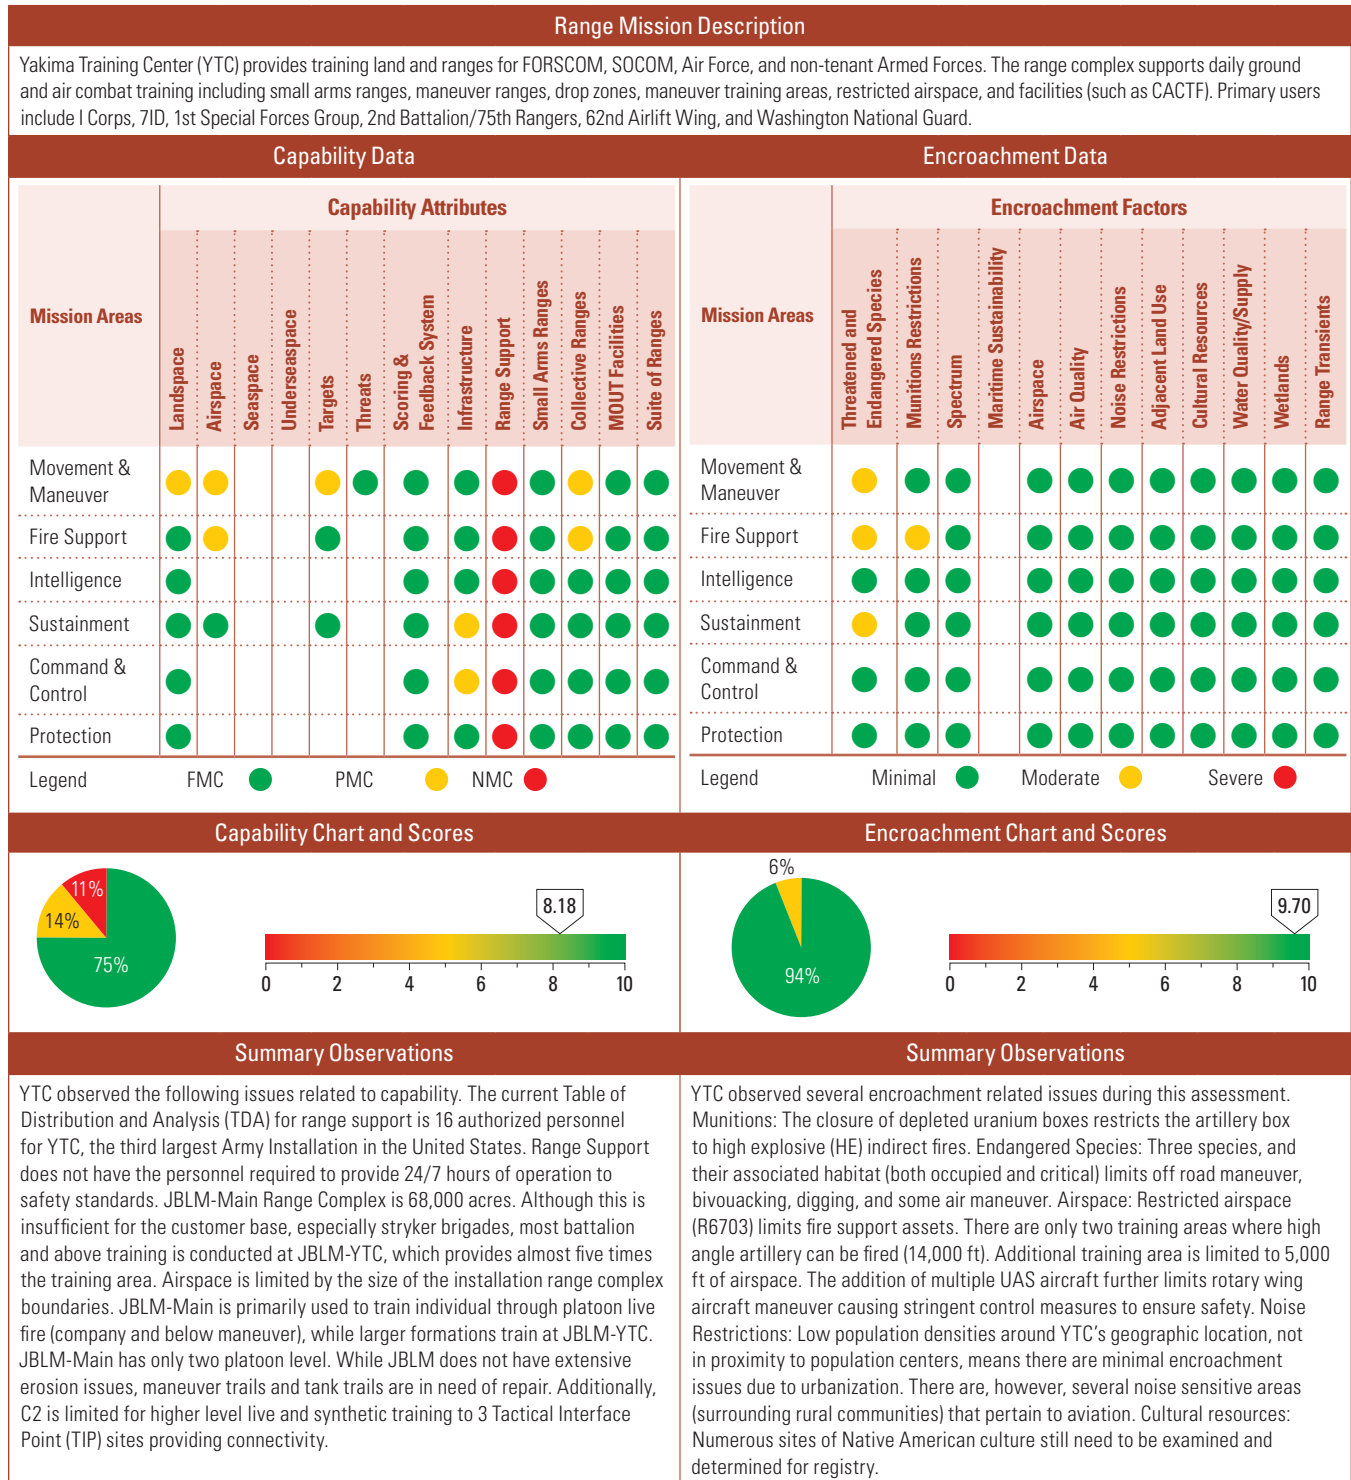 Range Mission Description
Yakima Training Center (YTC) provides training land and ranges for FORSCOM, SOCOM, Air Force, and non-tenant Armed Forces. The range complex supports daily ground
and air combat training including small arms ranges, maneuver ranges, drop zones, maneuver training areas, restricted airspace, and facilities (such as CACTF). Primary users
include I Corps, 7ID, 1st Special Forces Group, 2nd Battalion/75th Rangers, 62nd Airlift Wing, and Washington National Guard.
Capability Data
Capability Attributes
Mission Areas
Landspace
Airspace
Seaspace
Underseaspace
Targets
Threats
Scoring &
Feedback System
Infrastructure
Range Support
Small Arms Ranges
Collective Ranges
MOUT Facilities
Suite of Ranges
Movement &
Maneuver
Fire Support
Intelligence
Sustainment
Command &
Control
Protection
Legend FMC PMC NMC
Encroachment Data
Encroachment Factors
Mission Areas
Threatened and
Endangered Species
Munitions Restrictions
Spectrum
Maritime Sustainability
Airspace
Air Quality
Noise Restrictions
Adjacent Land Use
Cultural Resources
Water Quality/Supply
Wetlands
Range Transients
Movement &
Maneuver
Fire Support
Intelligence
Sustainment
Command &
Control
Protection
Legend Minimal Moderate Severe
Capability Chart and Scores
11%
14%
75%
8.18
0 2 4 6 8 10
Encroachment Chart and Scores
6%
94%
9.70
0 2 4 6 8 10
Summary Observations
YTC observed the following issues related to capability. The current Table of
Distribution and Analysis (TDA) for range support is 16 authorized personnel
for YTC, the third largest Army Installation in the United States. Range Support
does not have the personnel required to provide 24/7 hours of operation to
safety standards. JBLM-Main Range Complex is 68,000 acres. Although this is
insufficient for the customer base, especially stryker brigades, most battalion
and above training is conducted at JBLM-YTC, which provides almost five times
the training area. Airspace is limited by the size of the installation range complex
boundaries. JBLM-Main is primarily used to train individual through platoon live
fire (company and below maneuver), while larger formations train at JBLM-YTC.
JBLM-Main has only two platoon level. While JBLM does not have extensive
erosion issues, maneuver trails and tank trails are in need of repair. Additionally,
C2 is limited for higher level live and synthetic training to 3 Tactical Interface
Point (TIP) sites providing connectivity.
Summary Observations
YTC observed several encroachment related issues during this assessment.
Munitions: The closure of depleted uranium boxes restricts the artillery box
to high explosive (HE) indirect fires. Endangered Species: Three species, and
their associated habitat (both occupied and critical) limits off road maneuver,
bivouacking, digging, and some air maneuver. Airspace: Restricted airspace
(R6703) limits fire support assets. There are only two training areas where high
angle artillery can be fired (14,000 ft). Additional training area is limited to 5,000
ft of airspace. The addition of multiple UAS aircraft further limits rotary wing
aircraft maneuver causing stringent control measures to ensure safety. Noise
Restrictions: Low population densities around YTC's geographic location, not
in proximity to population centers, means there are minimal encroachment
issues due to urbanization. There are, however, several noise sensitive areas
(surrounding rural communities) that pertain to aviation. Cultural resources:
Numerous sites of Native American culture still need to be examined and
determined for registry.